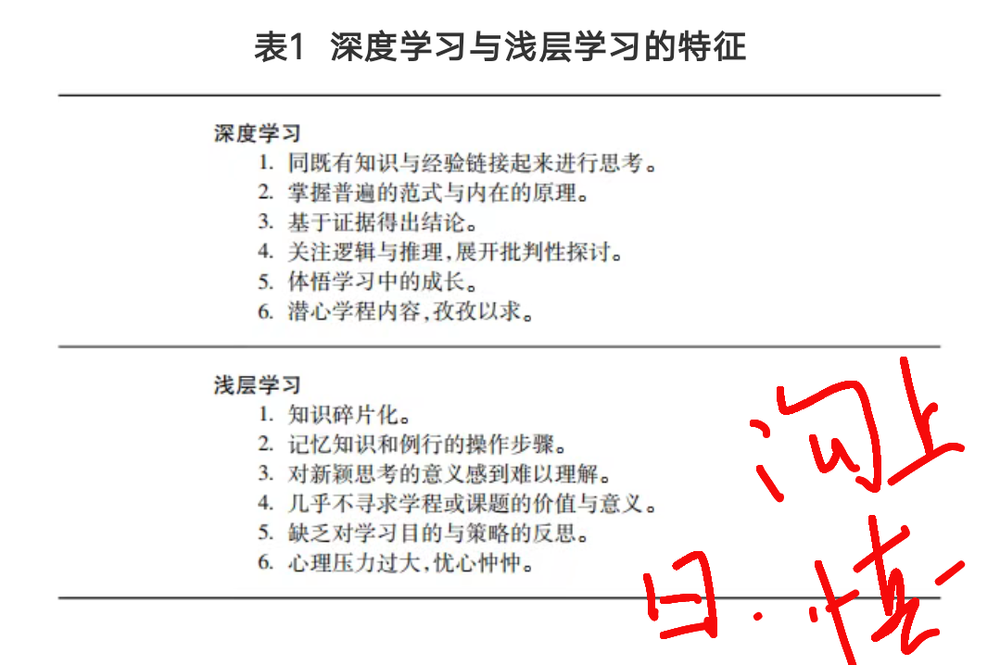 表1 深度学习与浅层学习的特征
深度学习
1. 同既有知识与经验链接起来进行思考。
2. 掌握普遍的范式与内在的原理。
3. 基于证据得出结论。
4. 关注逻辑与推理,展开批判性探讨。
5. 体悟学习中的成长。
6. 潜心学程内容,孜孜以求。
浅层学习
1. 知识碎片化。
2. 记忆知识和例行的操作步骤。
3. 对新颖思考的意义感到难以理解。
4. 几乎不寻求学程或课题的价值与意义。
5. 缺乏对学习目的与策略的反思。
6. 心理压力过大,忧心忡忡。